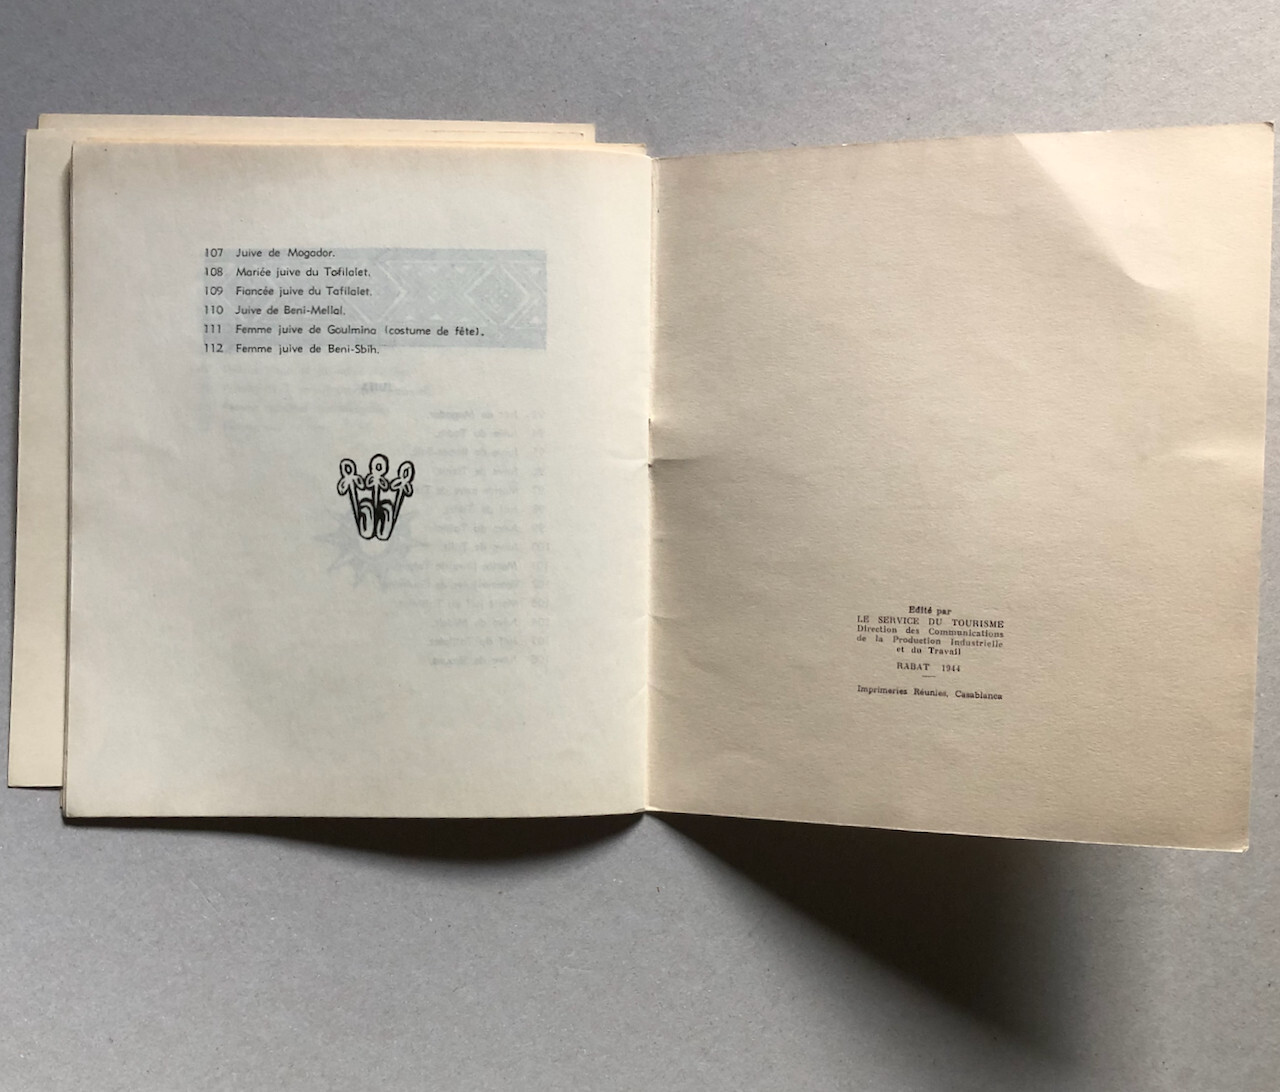 107 Juive de Mogador.
108 Mariée juive du Tafilalet.
109 Fiancée juive du Tafilalet.
110 Juive de Beni-Mellal.
111 Femme juive de Goulmina (costume de fête).
112 Femme juive de Beni-Sbih.
Edité par
LE SERVICE DU TOURISME
Direction des Communications
de la Production Industrielle
et du Travail
RABAT 1944
Imprimeries Réunies, Casablanca